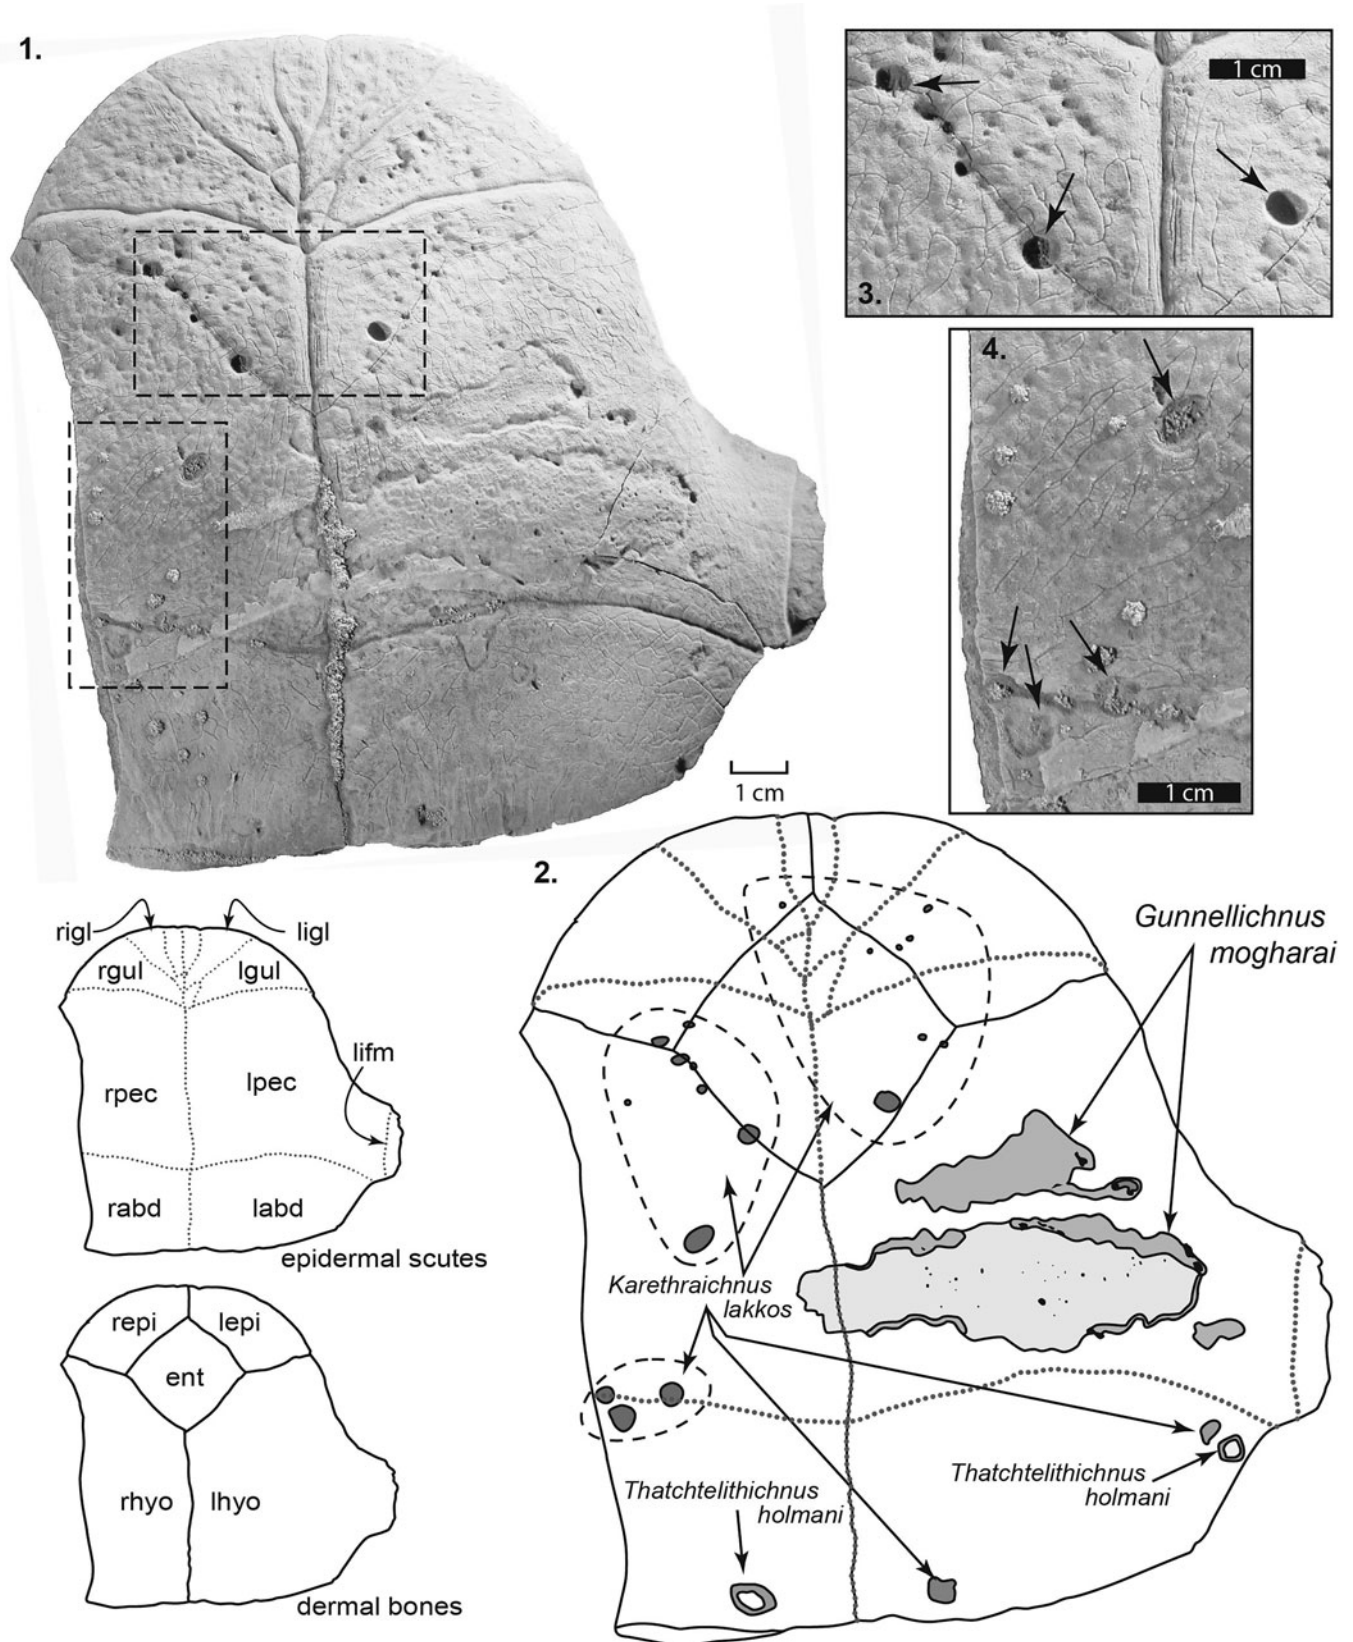 1.
3.
1 cm
4.
1 cm
1 cm
2.
Gunnellichnus
mogharai
rigl
ligl
rgul
lgul
lifm
rpec
lpec
rabd
labd
epidermal scutes
Karethraichnus
lakkos
repi
lepi
ent
rhyo
lhyo
dermal bones
Thatchtelithichnus
holmani
Thatchtelithichnus
holmani